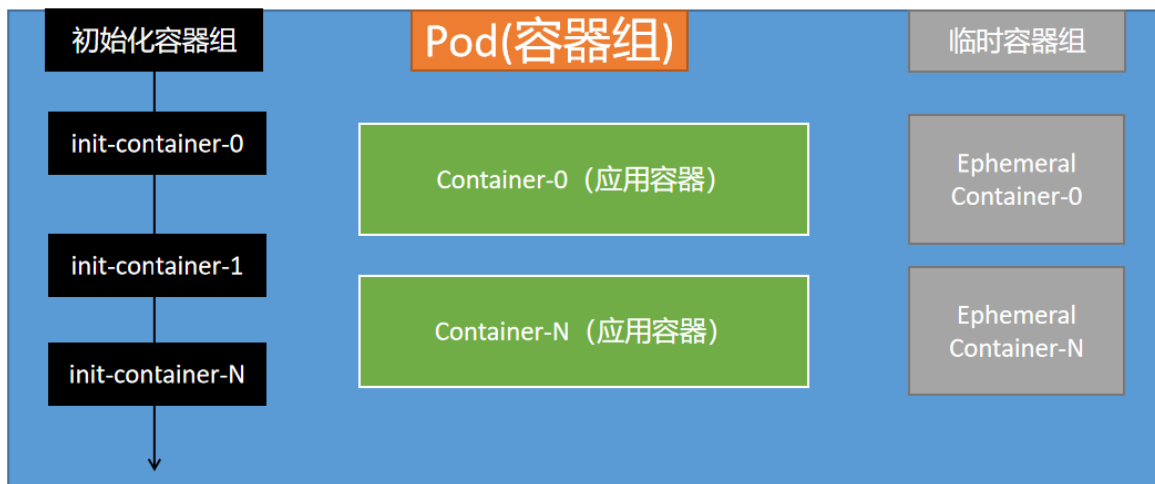 初始化容器组
Pod(容器组)
临时容器组
init-container-0
init-container-1
init-container-N
Container-0（应用容器）
Container-N（应用容器）
Ephemeral
Container-0
Ephemeral
Container-N